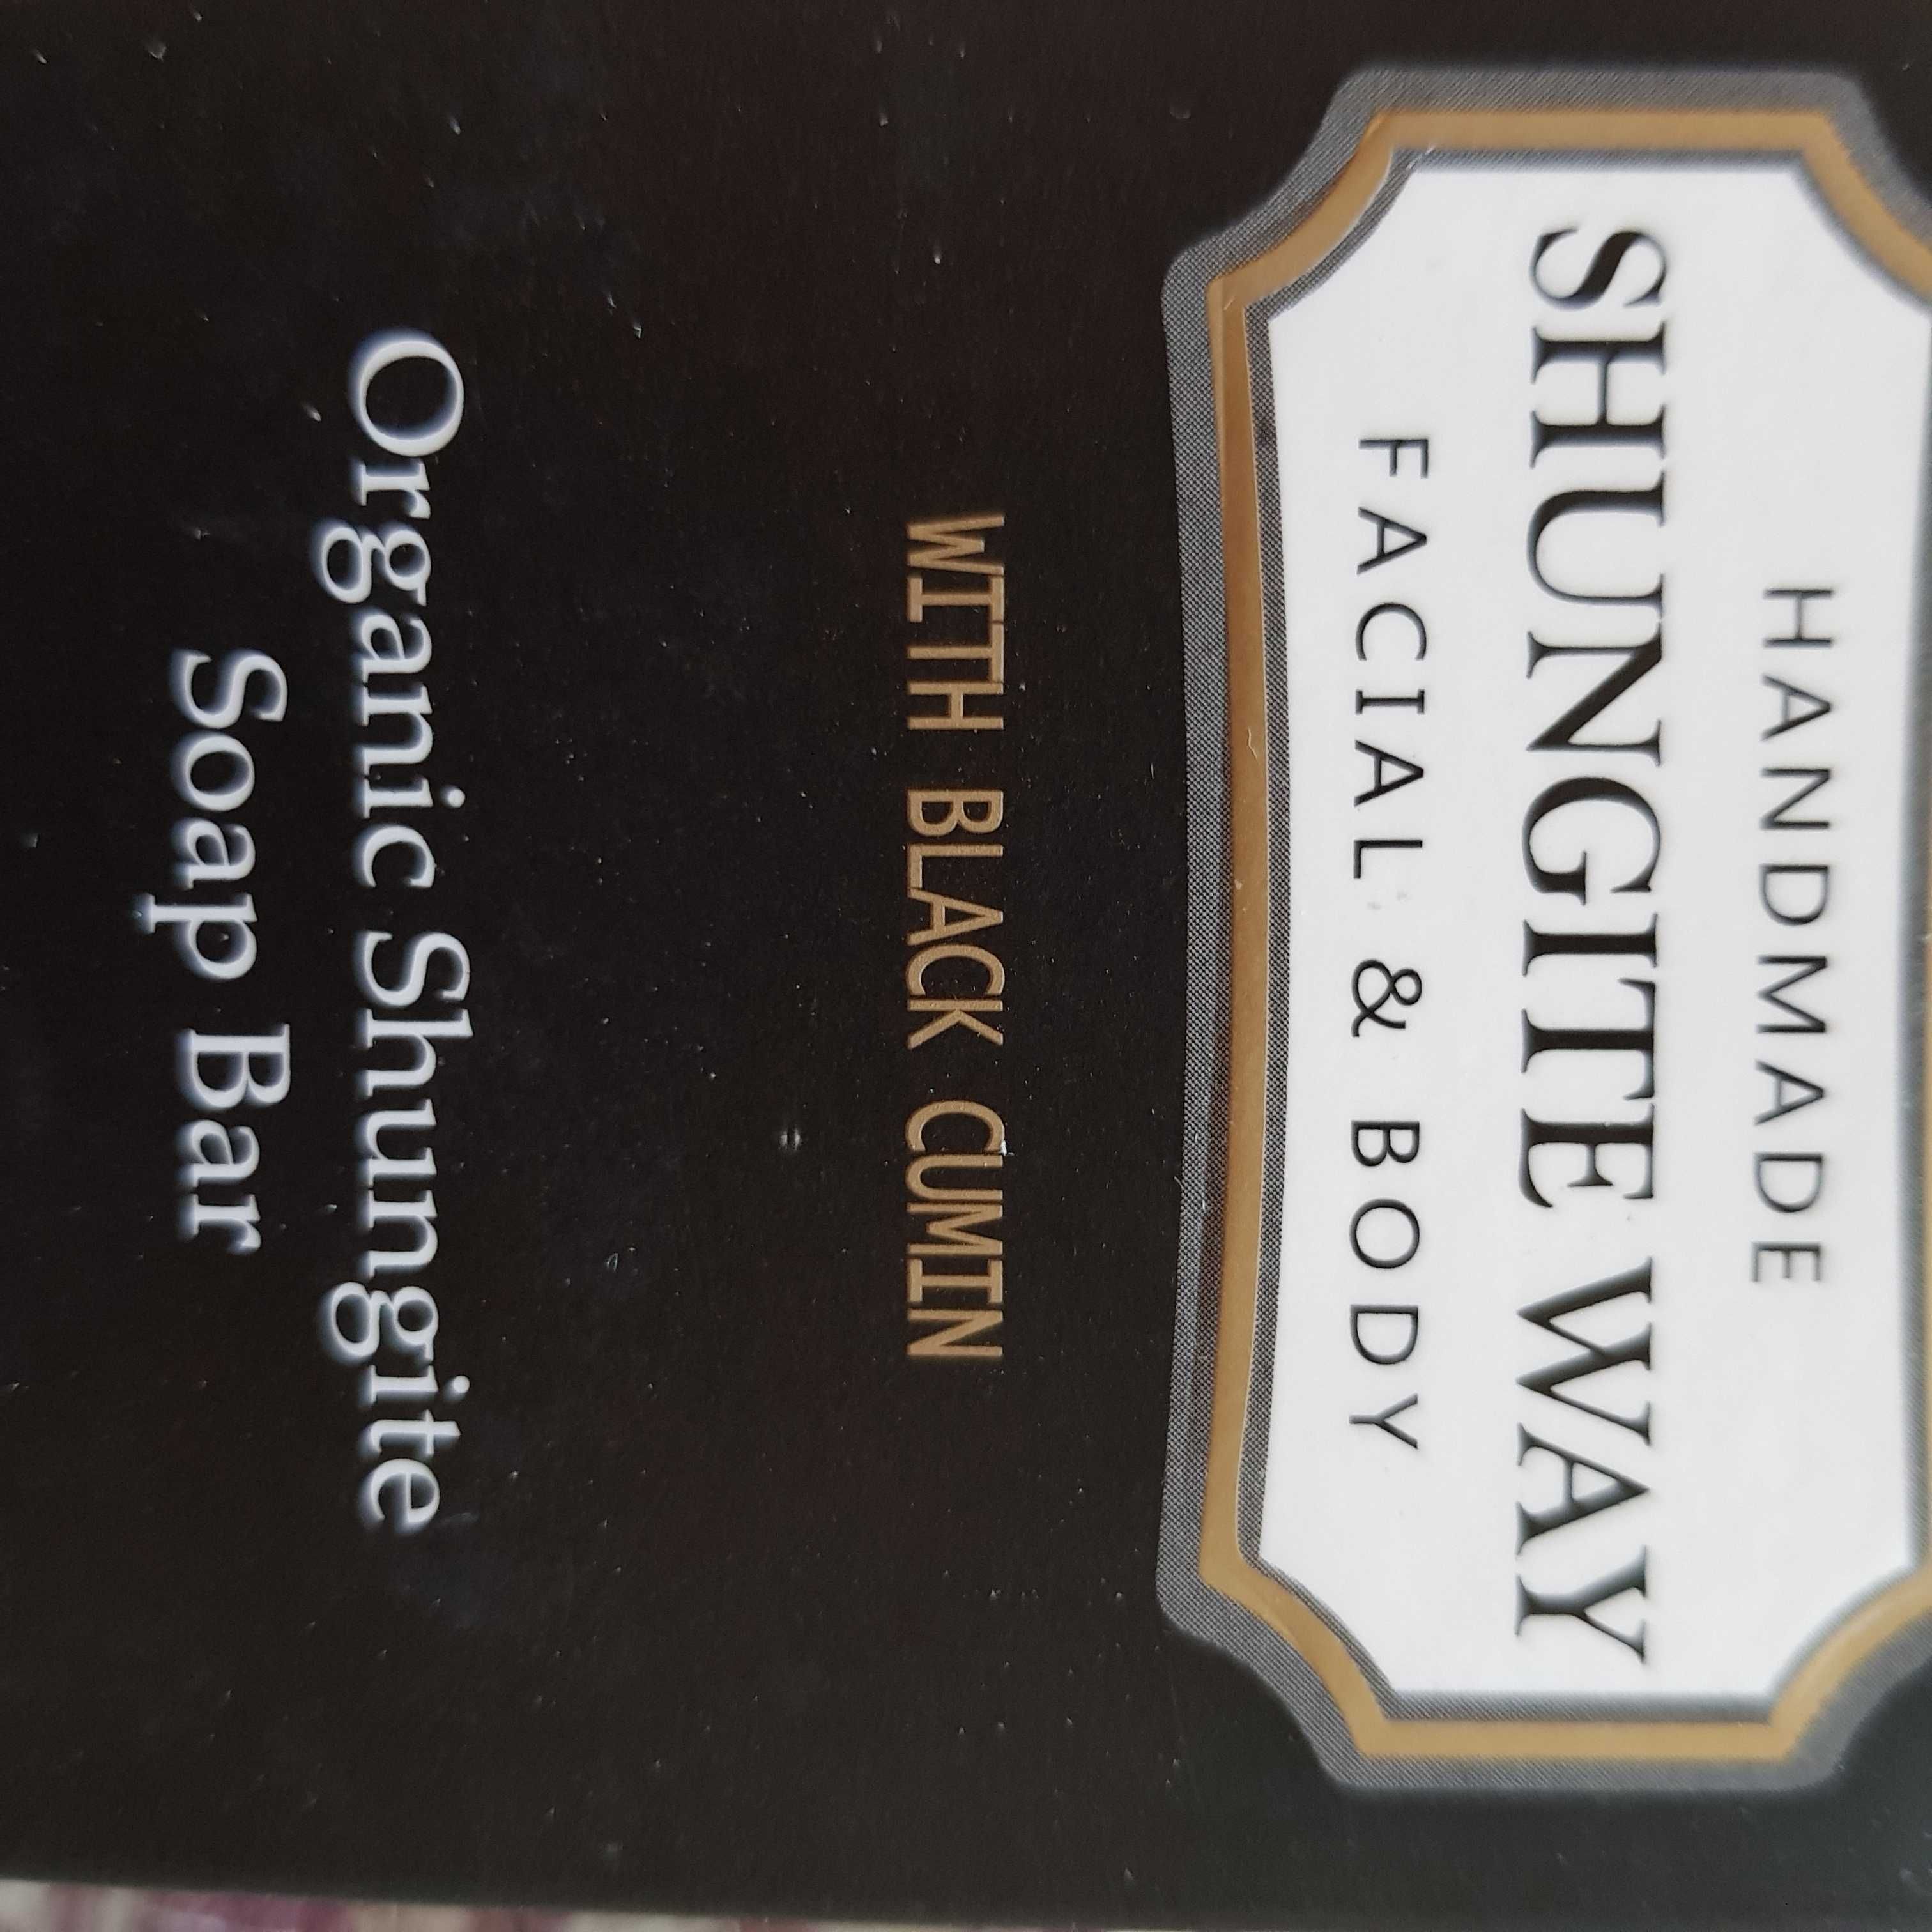 HANDMADE
SHUNGITE WAY
FACIAL & BODY
WITH BLACK CUMIN
Organic Shungite
Soap Bar